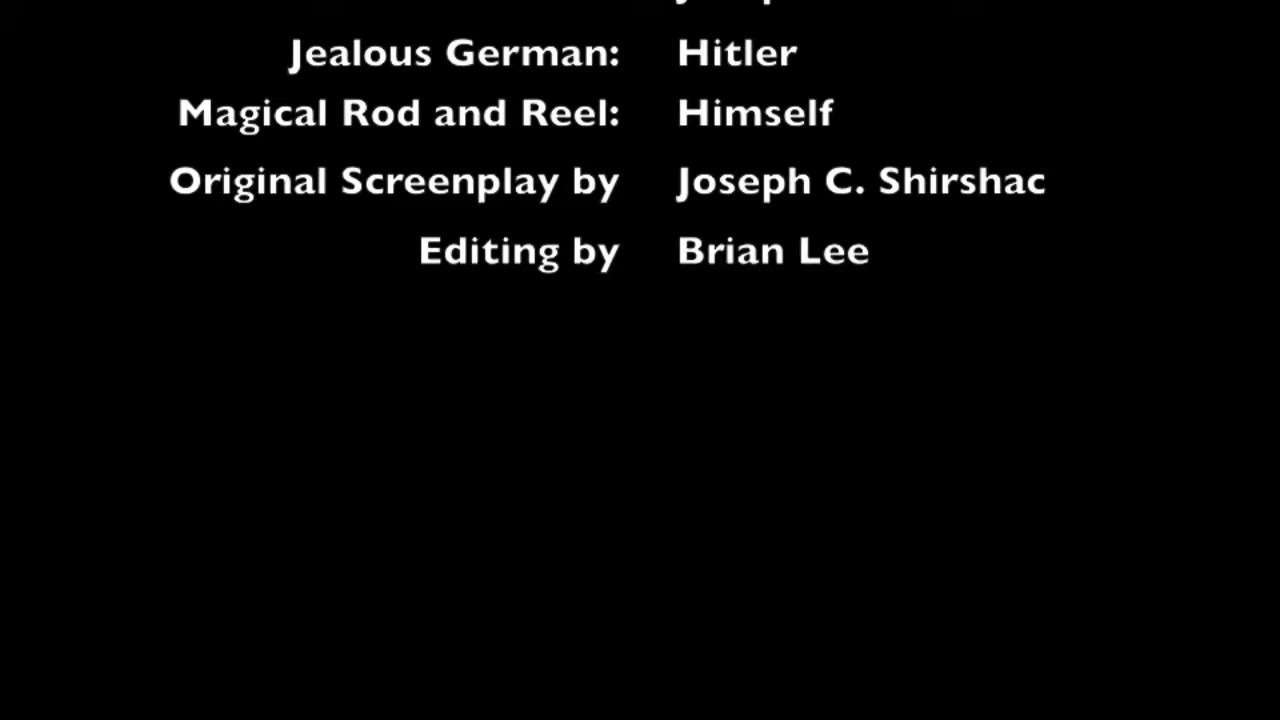 Jealous German: Hitler
Magical Rod and Reel: Himself
Original Screenplay by Joseph C. Shirshac
Editing by Brian Lee